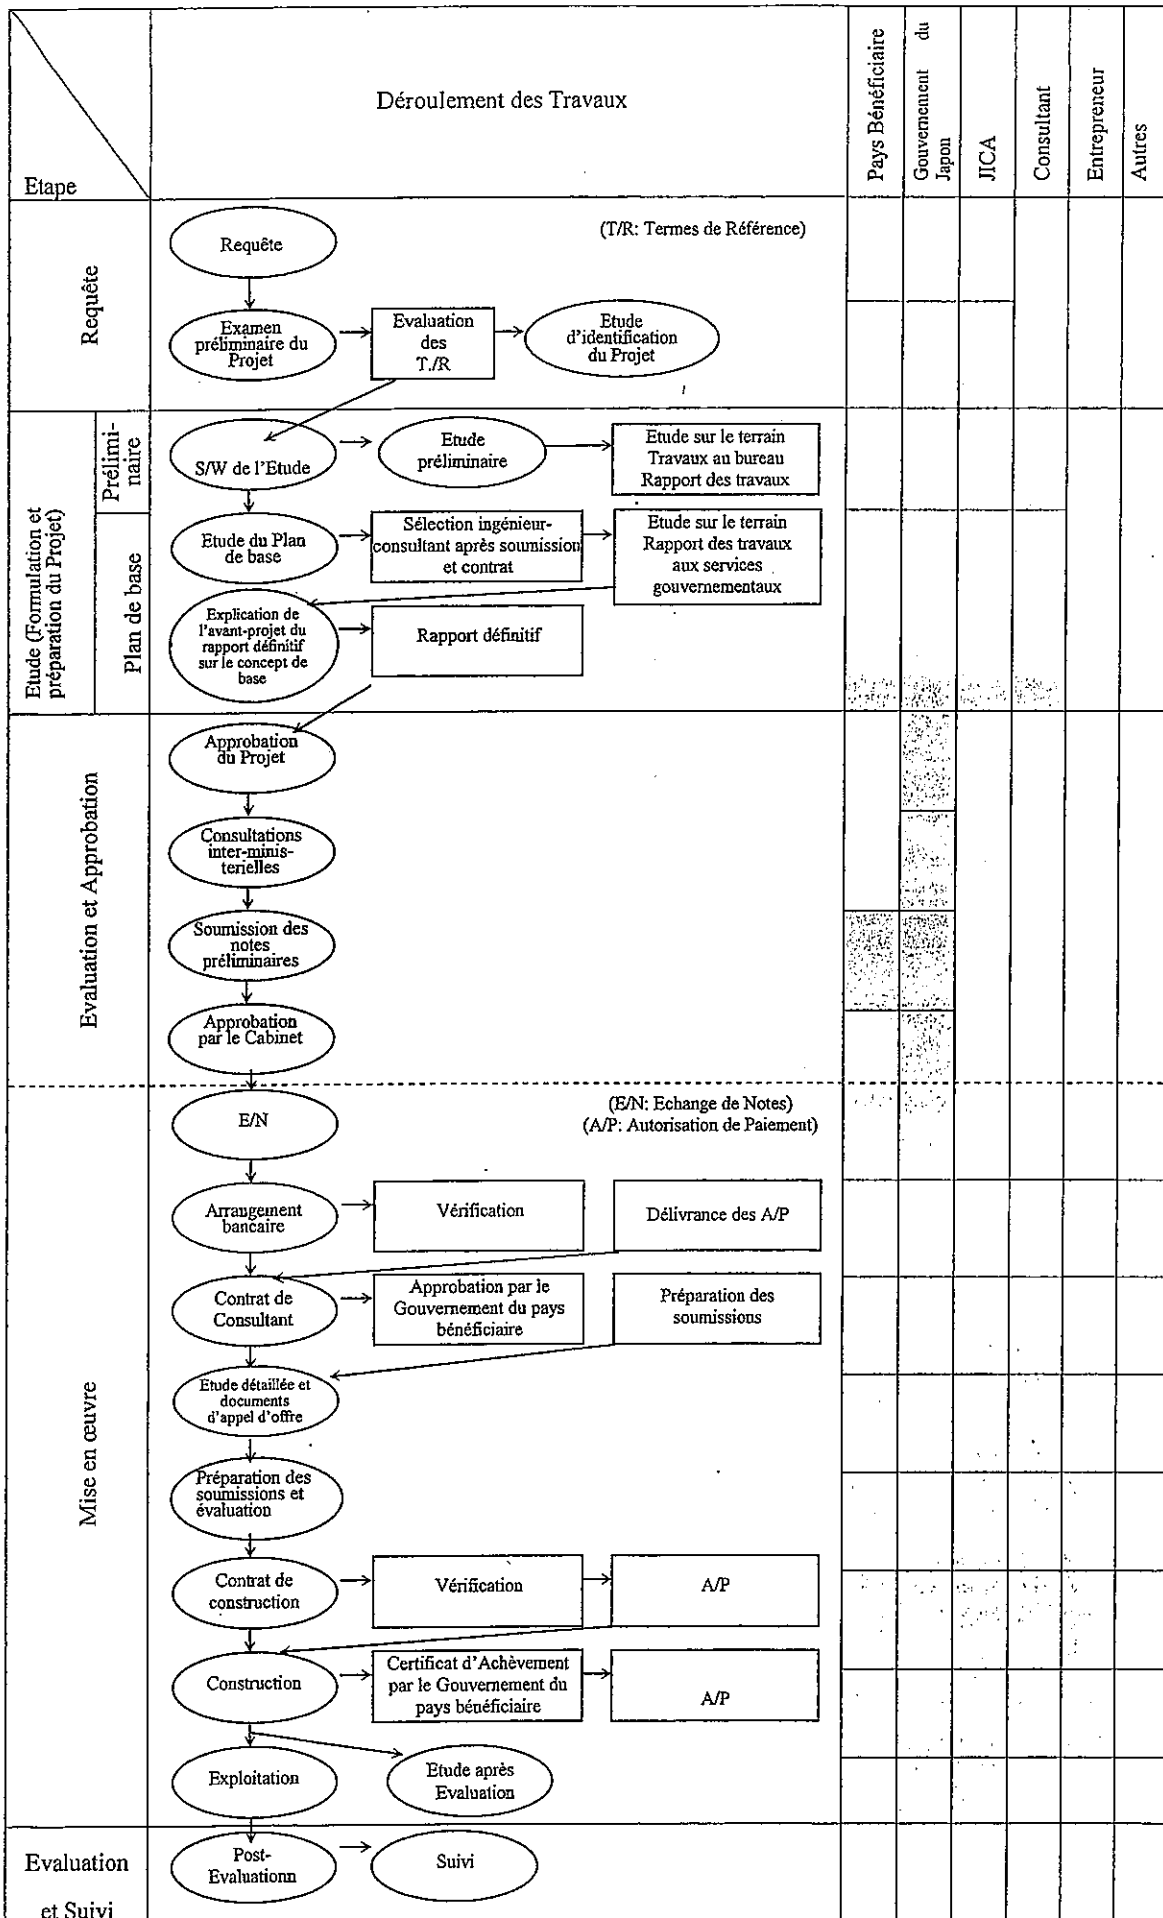 Etape
Déroulement des Travaux
Pays Bénéficiaire
Gouvernement du
Japon
JICA
Consultant
Entrepreneur
Autres
Requête
(T/R: Termes de Référence)
Requête
Examen
préliminaire du
Projet
Evaluation
des
T./R
Etude
d'identification
du Projet
Etude (Formulation et
préparation du Projet)
Prélimi-
naire
S/W de l'Etude
Etude
préliminaire
Etude sur le terrain
Travaux au bureau
Rapport des travaux
Plan de base
Etude du Plan
de base
Sélection ingénieur-
consultant après soumission
et contrat
Etude sur le terrain
Rapport des travaux
aux services
gouvernementaux
Explication de
l'avant-projet du
rapport définitif
sur le concept de
base
Rapport définitif
Evaluation et Approbation
Approbation
du Projet
Consultations
inter-minis-
terielles
Soumission des
notes
préliminaires
Approbation
par le Cabinet
Mise en œuvre
E/N
(E/N: Echange de Notes)
(A/P: Autorisation de Paiement)
Arrangement
bancaire
Vérification
Délivrance des A/P
Contrat de
Consultant
Approbation par le
Gouvernement du pays
bénéficiaire
Préparation des
soumissions
Etude détaillée et
documents
d'appel d'offre
Préparation des
soumissions et
évaluation
Contrat de
construction
Vérification
A/P
Construction
Certificat d'Achèvement
par le Gouvernement du
pays bénéficiaire
A/P
Exploitation
Etude après
Evaluation
Evaluation
et Suivi
Post-
Evaluationn
Suivi